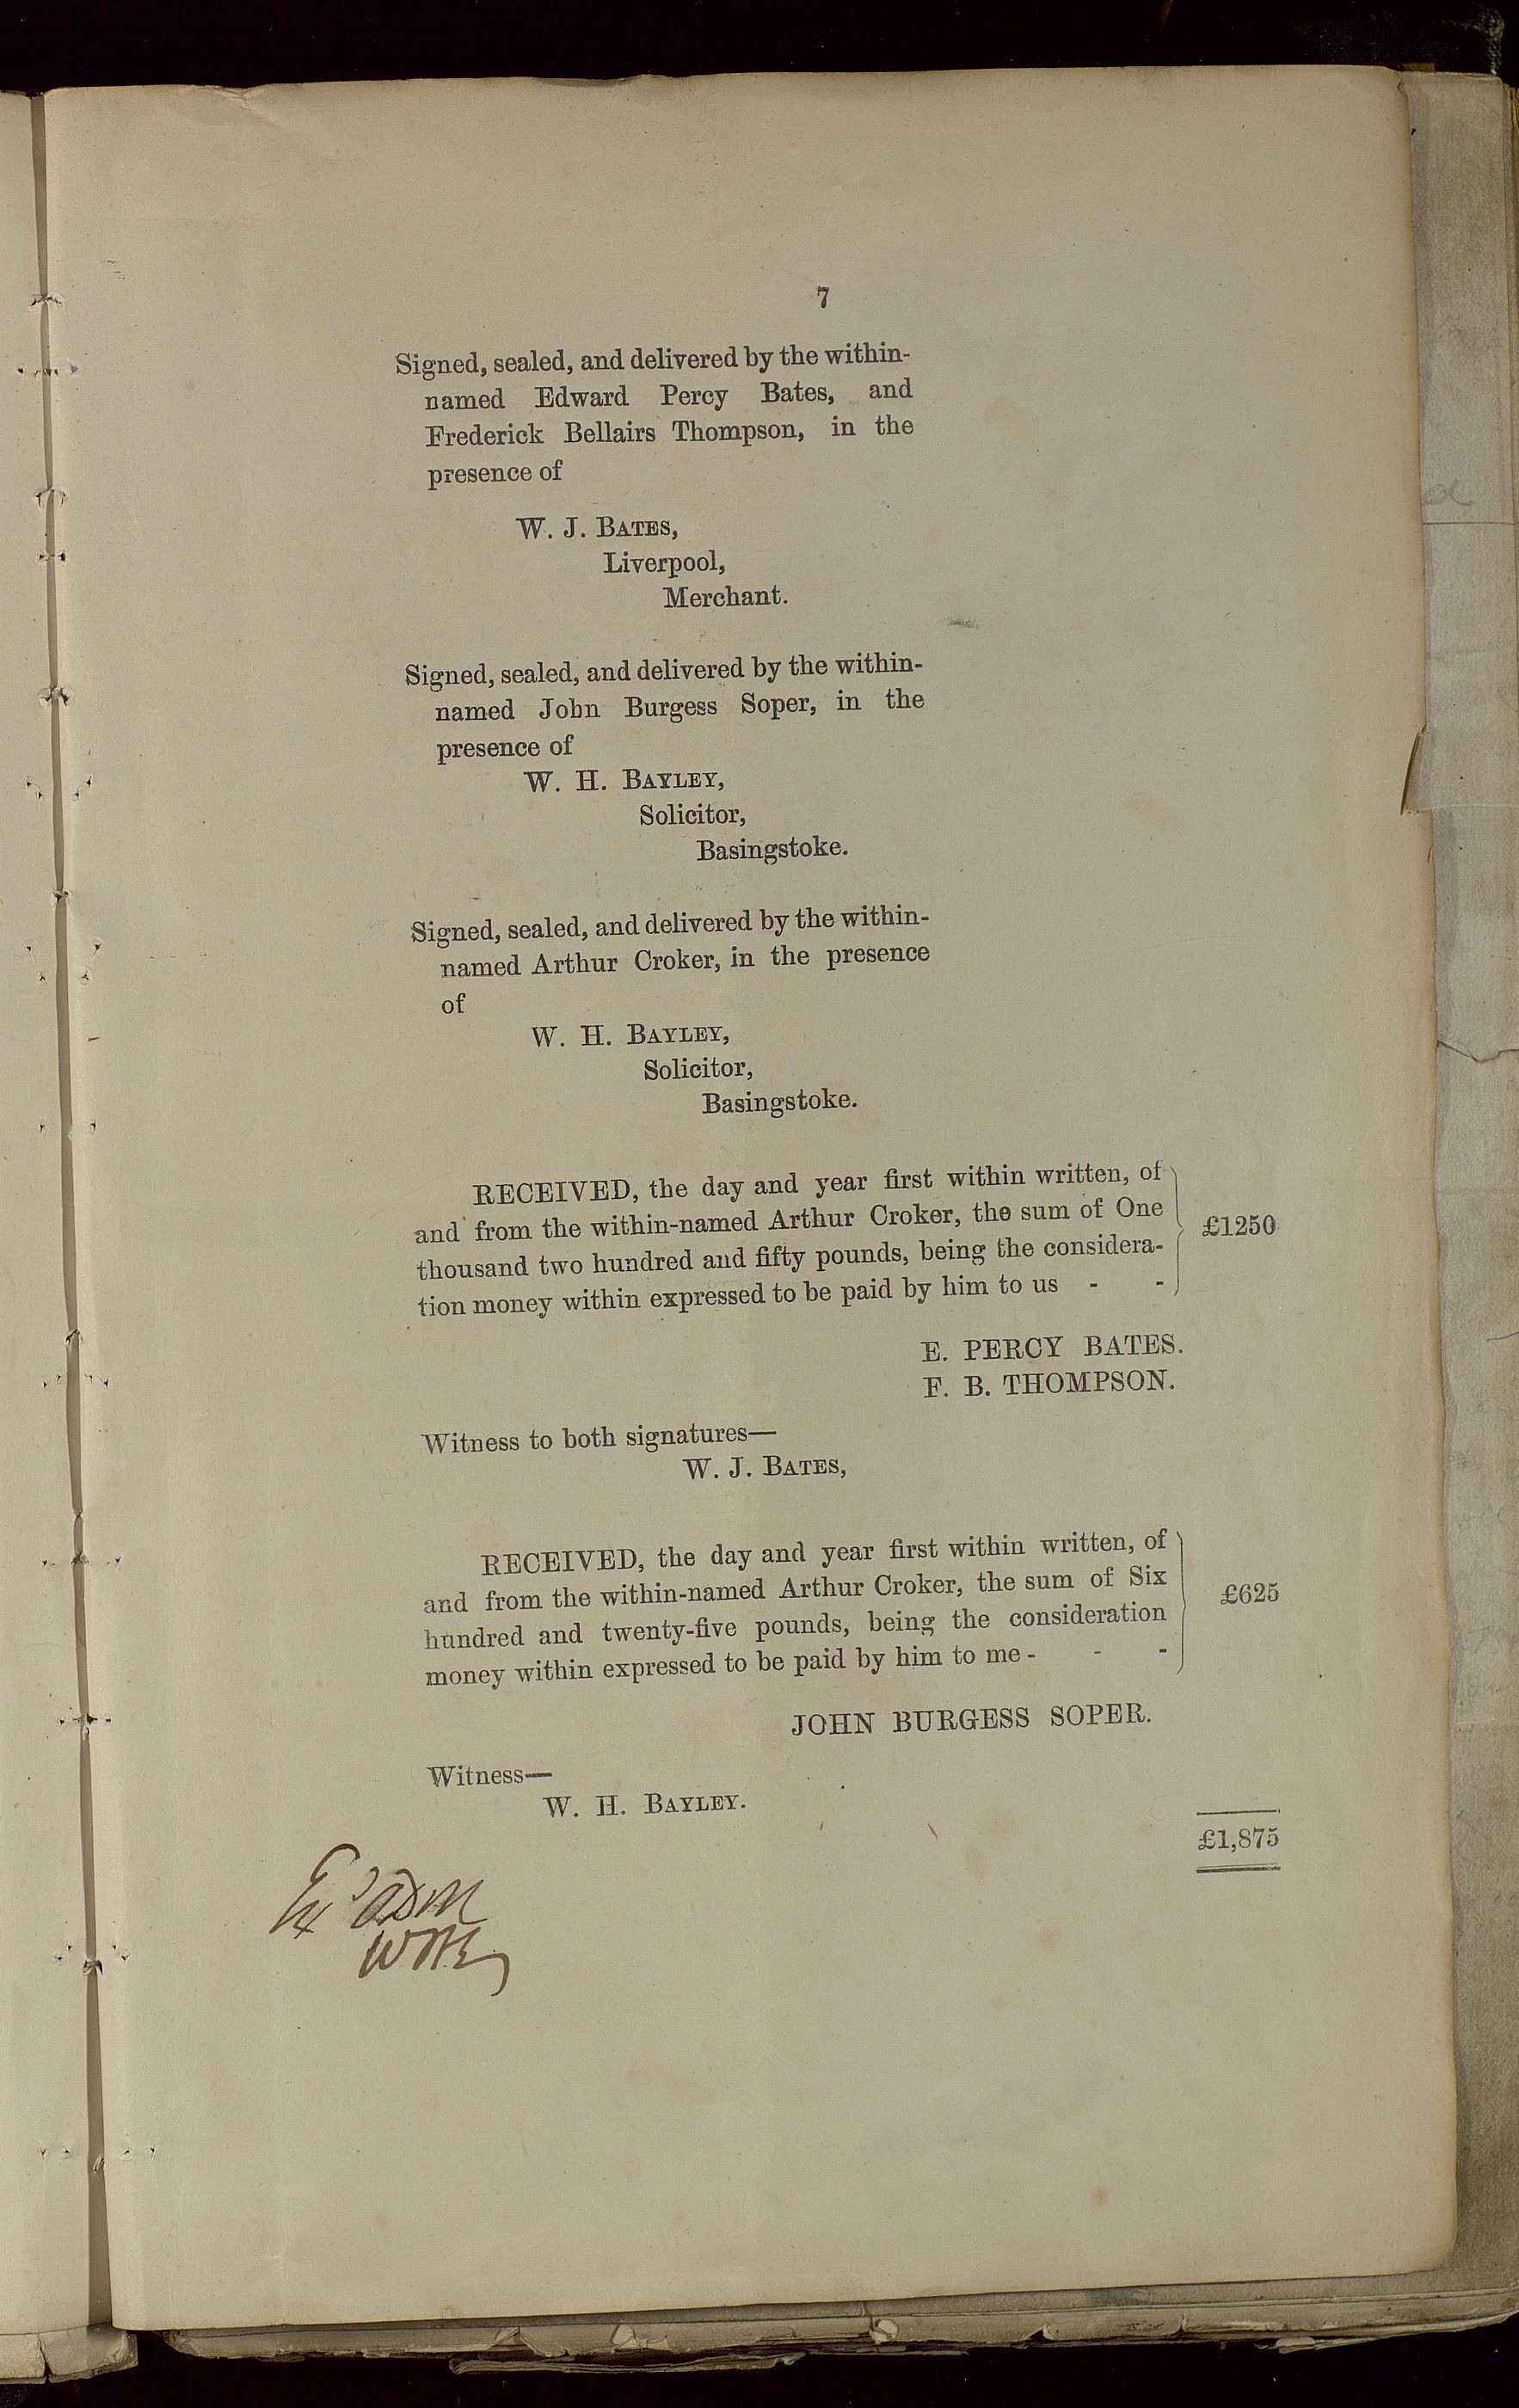 7
Signed, sealed, and delivered by the within-
named Edward Percy Bates, and
Frederick Bellairs Thompson, in the
presence of
W. J. BATES,
Liverpool,
Merchant.
Signed, sealed, and delivered by the within-
named John Burgess Soper, in the
presence of
W. H. BAYLEY,
Solicitor,
Basingstoke.
Signed, sealed, and delivered by the within-
named Arthur Croker, in the presence
of
W. H. BAYLEY,
Solicitor,
Basingstoke.
RECEIVED, the day and year first within written, of
and from the within-named Arthur Croker, the sum of One
thousand two hundred and fifty pounds, being the considera-
tion money within expressed to be paid by him to us - -
£1250
E. PERCY BATES.
F. B. THOMPSON.
Witness to both signatures—
W. J. BATES,
RECEIVED, the day and year first within written, of
and from the within-named Arthur Croker, the sum of Six
hundred and twenty-five pounds, being the consideration
money within expressed to be paid by him to me - - -
£625
JOHN BURGESS SOPER.
Witness—
W. H. BAYLEY.
£1,875